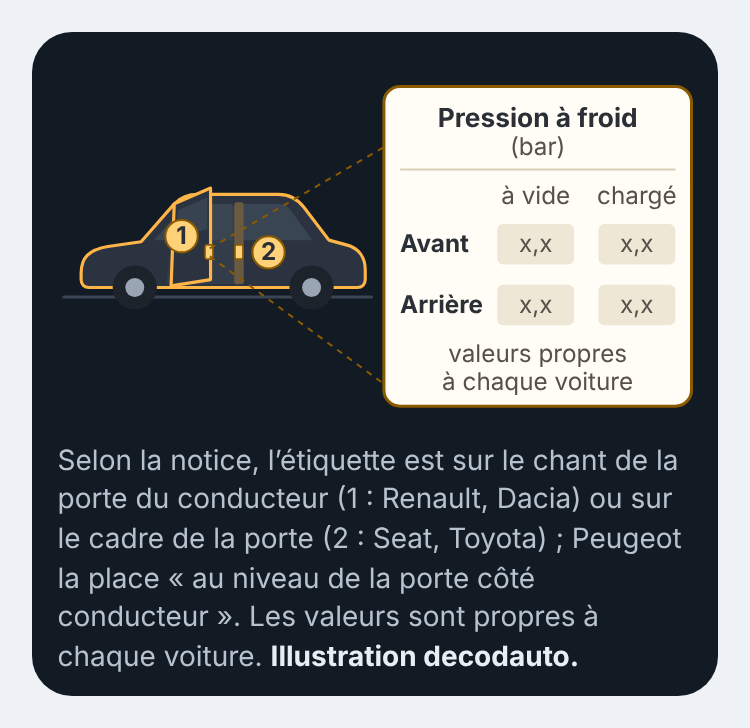 Pression à froid
(bar)
à vide chargé
Avant x,x x,x
Arrière x,x x,x
valeurs propres
à chaque voiture
1
2
Selon la notice, l’étiquette est sur le chant de la
porte du conducteur (1 : Renault, Dacia) ou sur
le cadre de la porte (2 : Seat, Toyota) ; Peugeot
la place « au niveau de la porte côté
conducteur ». Les valeurs sont propres à
chaque voiture. Illustration decodauto.